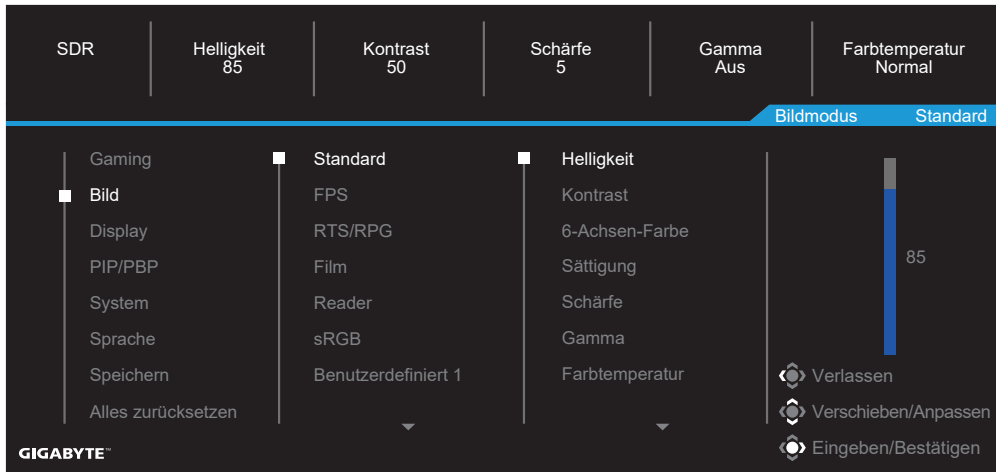 SDR
Helligkeit
85
Kontrast
50
Schärfe
5
Gamma
Aus
Farbtemperatur
Normal
Bildmodus Standard
Gaming
Bild
Display
PIP/PBP
System
Sprache
Speichern
Alles zurücksetzen
Standard
FPS
RTS/RPG
Film
Reader
sRGB
Benutzerdefiniert 1
Helligkeit
Kontrast
6-Achsen-Farbe
Sättigung
Schärfe
Gamma
Farbtemperatur
85
Verlassen
Verschieben/Anpassen
Eingeben/Bestätigen
GIGABYTE™